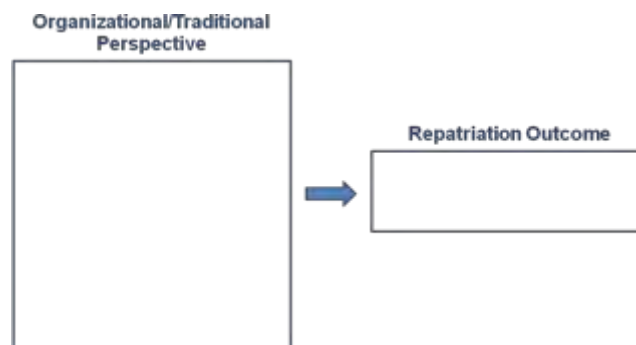 Organizational/Traditional
Perspective
Repatriation Outcome